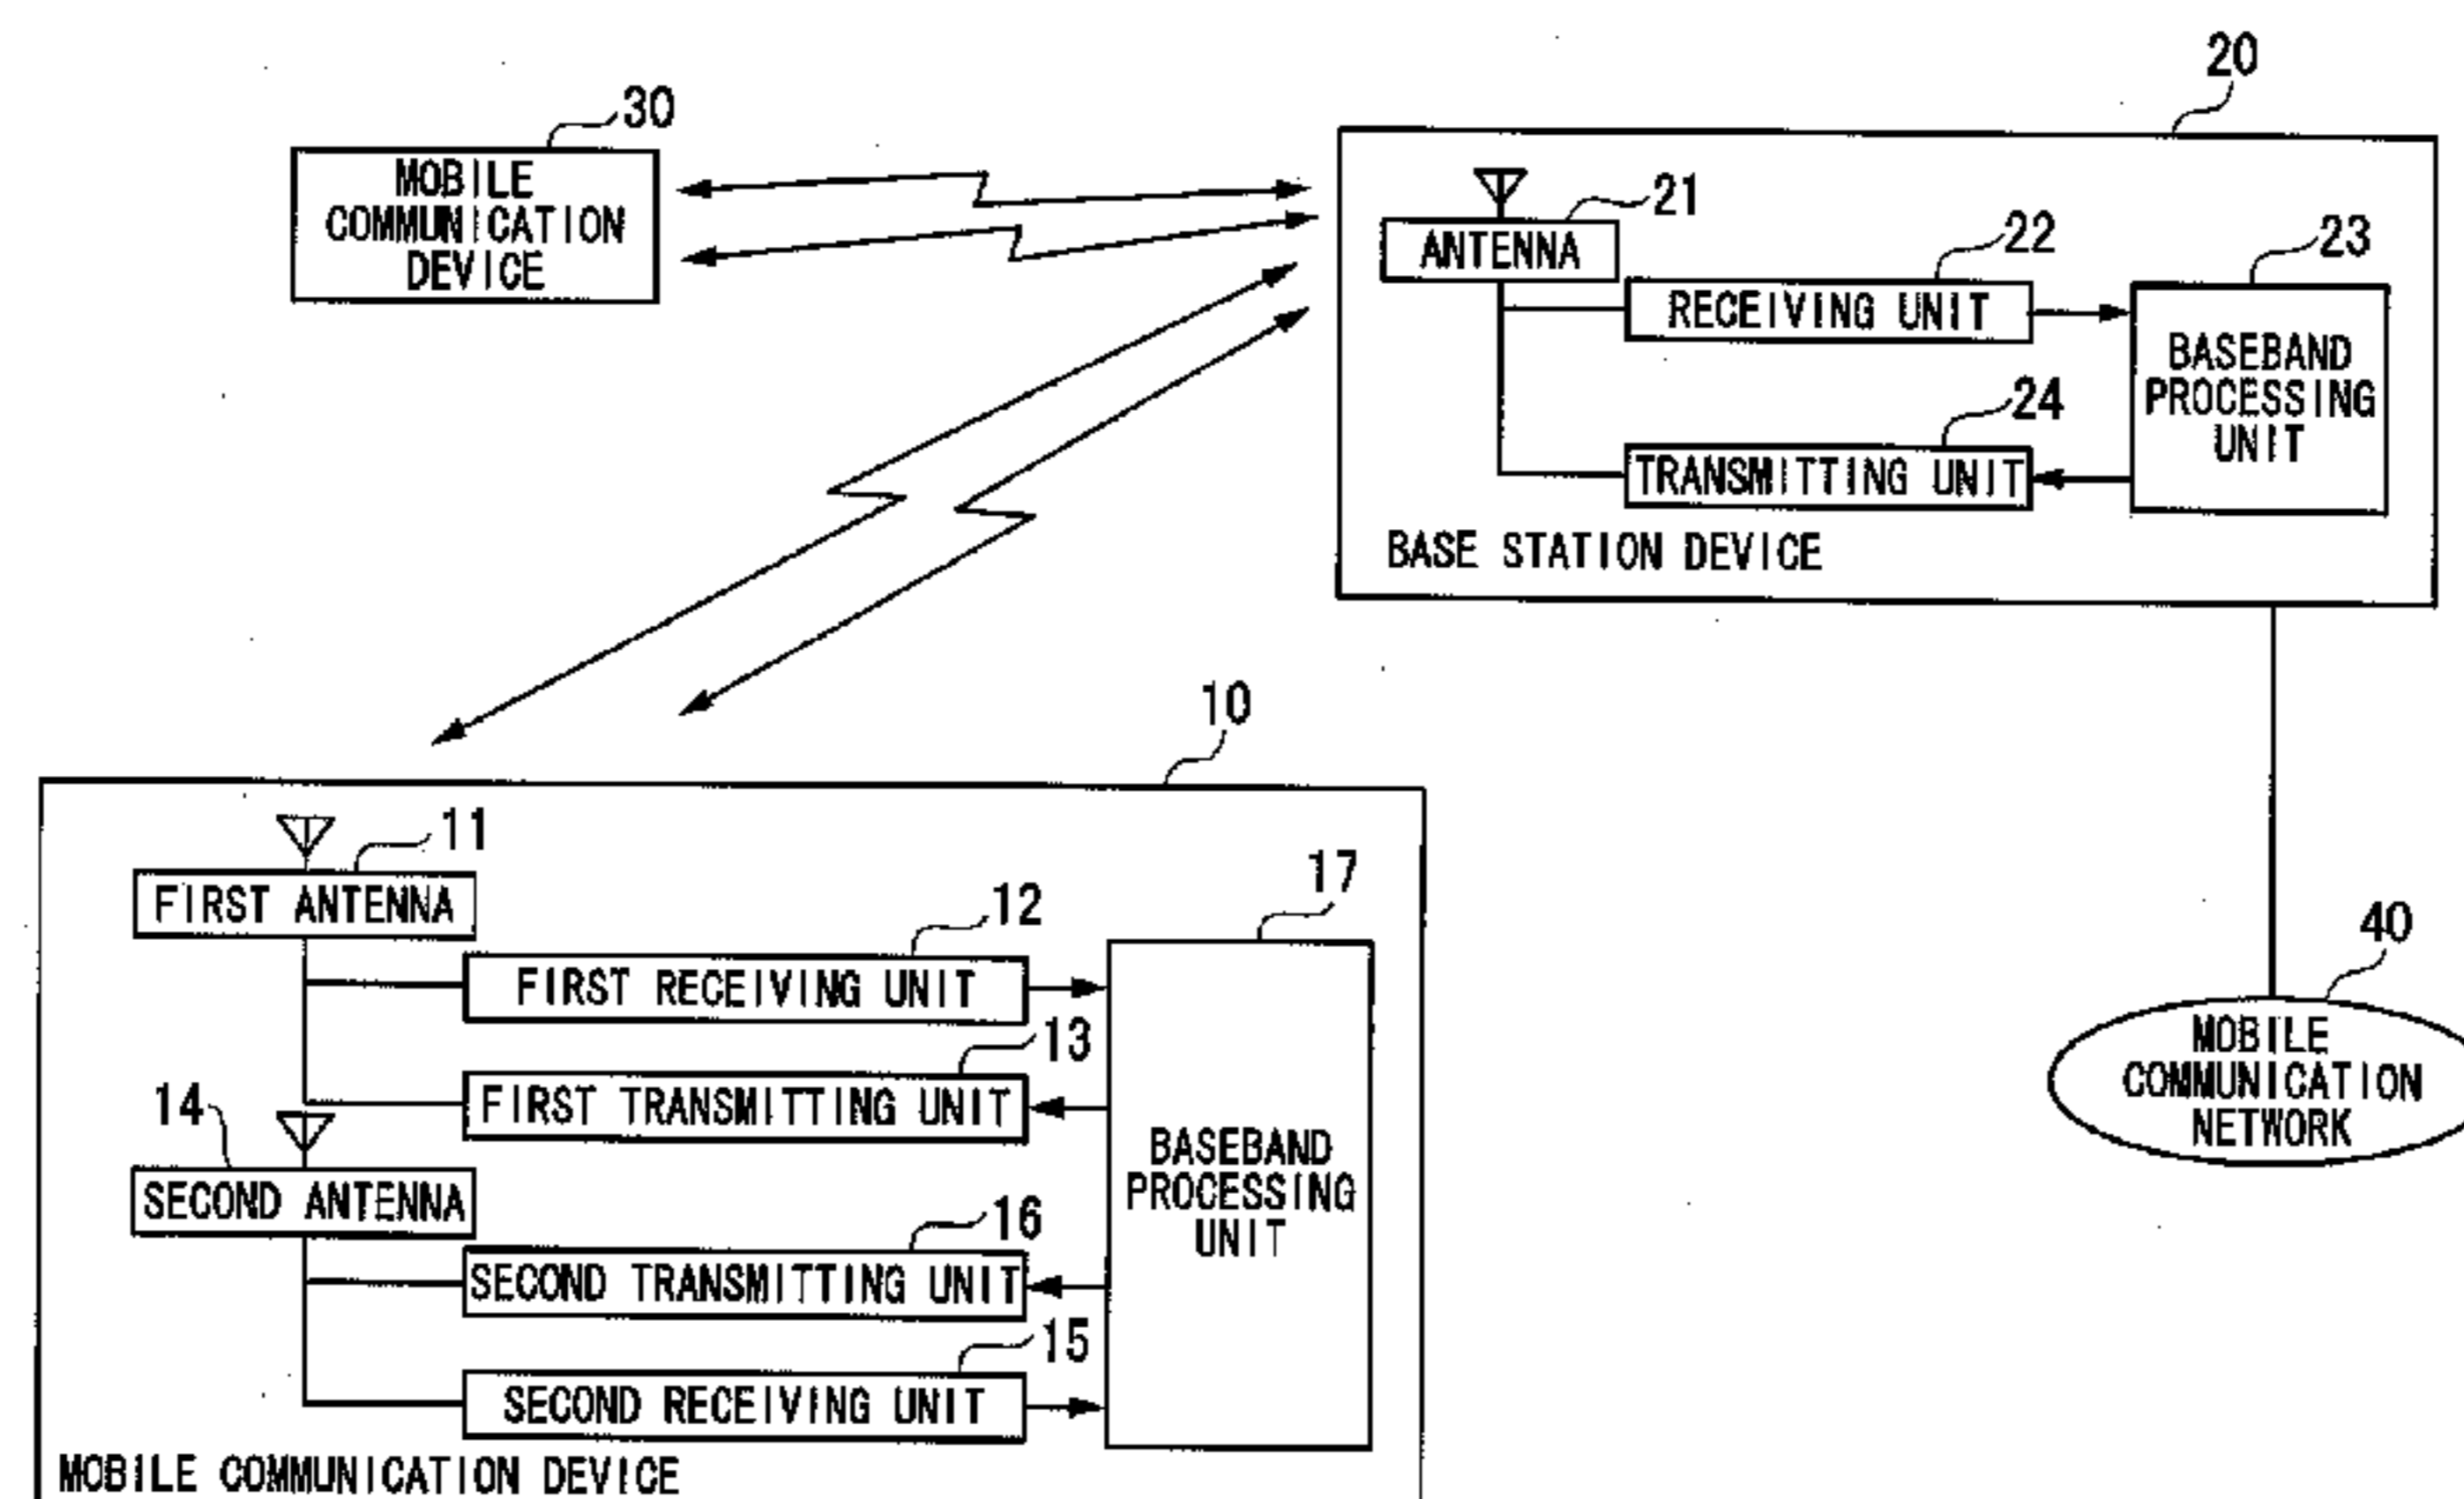 20
30
MOBILE
COMMUNICATION
DEVICE
21
ANTENNA
22
RECEIVING UNIT
23
BASEBAND
PROCESSING
UNIT
24
TRANSMITTING UNIT
BASE STATION DEVICE
10
11
FIRST ANTENNA
12
FIRST RECEIVING UNIT
13
FIRST TRANSMITTING UNIT
14
SECOND ANTENNA
16
SECOND TRANSMITTING UNIT
15
SECOND RECEIVING UNIT
17
BASEBAND
PROCESSING
UNIT
MOBILE COMMUNICATION DEVICE
40
MOBILE
COMMUNICATION
NETWORK